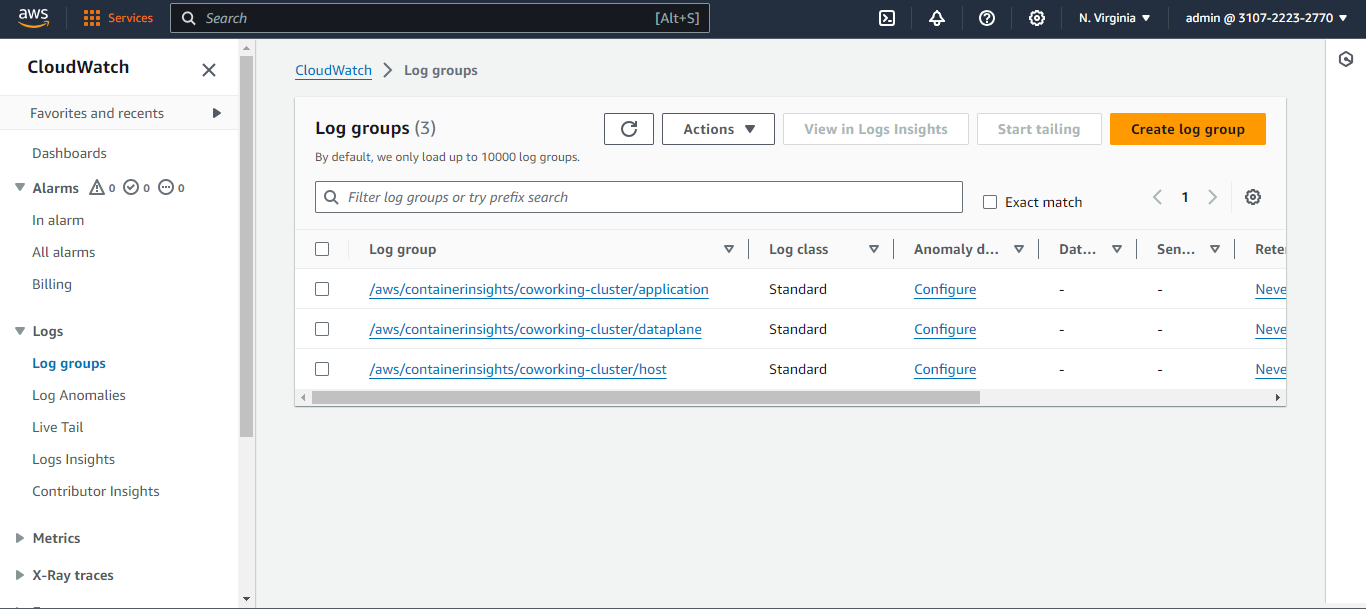 aws
Services
Search
[Alt+S]
N. Virginia
admin @ 3107-2223-2770
CloudWatch
Favorites and recents
Dashboards
Alarms 0 0 0
In alarm
All alarms
Billing
Logs
Log groups
Log Anomalies
Live Tail
Logs Insights
Contributor Insights
Metrics
X-Ray traces
CloudWatch
Log groups
Log groups (3)
Actions
View in Logs Insights
Start tailing
Create log group
By default, we only load up to 10000 log groups.
Filter log groups or try prefix search
Exact match
1
Log group
Log class
Anomaly d...
Dat...
Sen...
Rete
/aws/containerinsights/coworking-cluster/application
Standard
Configure
-
-
Neve
/aws/containerinsights/coworking-cluster/dataplane
Standard
Configure
-
-
Neve
/aws/containerinsights/coworking-cluster/host
Standard
Configure
-
-
Neve